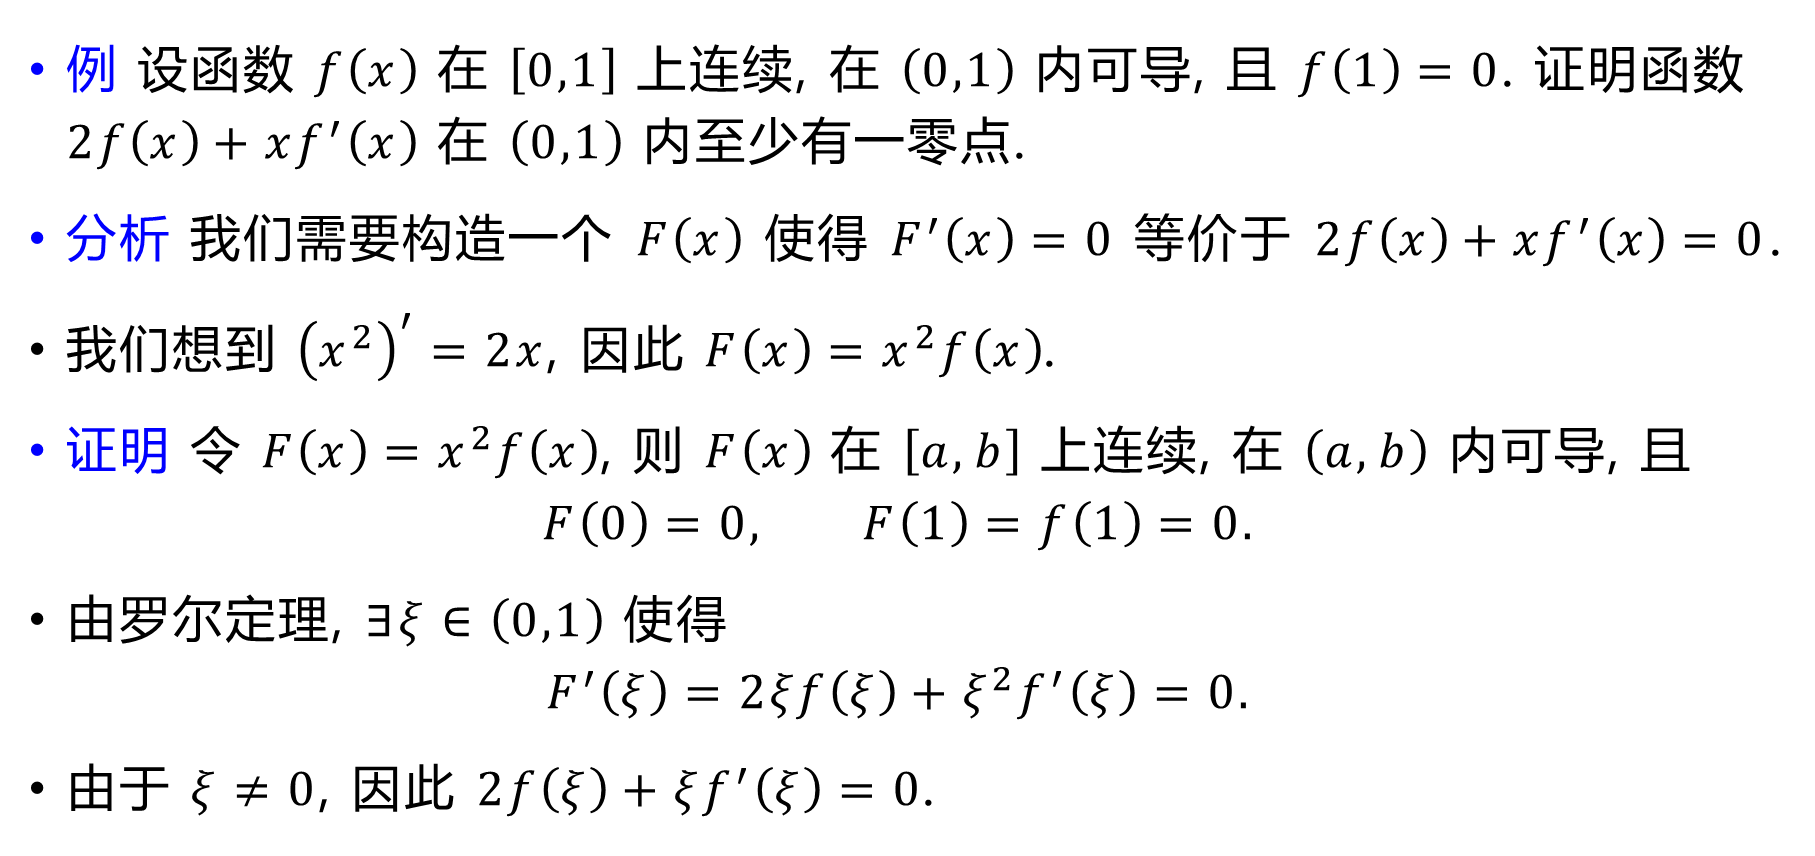 • 例 设函数 f(x) 在 [0,1] 上连续, 在 (0,1) 内可导, 且 f(1) = 0. 证明函数
2f(x) + xf′(x) 在 (0,1) 内至少有一零点.
• 分析 我们需要构造一个 F(x) 使得 F′(x) = 0 等价于 2f(x) + xf′(x) = 0.
• 我们想到 (x²)′ = 2x, 因此 F(x) = x²f(x).
• 证明 令 F(x) = x²f(x), 则 F(x) 在 [a, b] 上连续, 在 (a, b) 内可导, 且
F(0) = 0, F(1) = f(1) = 0.
• 由罗尔定理, ∃ξ ∈ (0,1) 使得
F′(ξ) = 2ξf(ξ) + ξ²f′(ξ) = 0.
• 由于 ξ ≠ 0, 因此 2f(ξ) + ξf′(ξ) = 0.